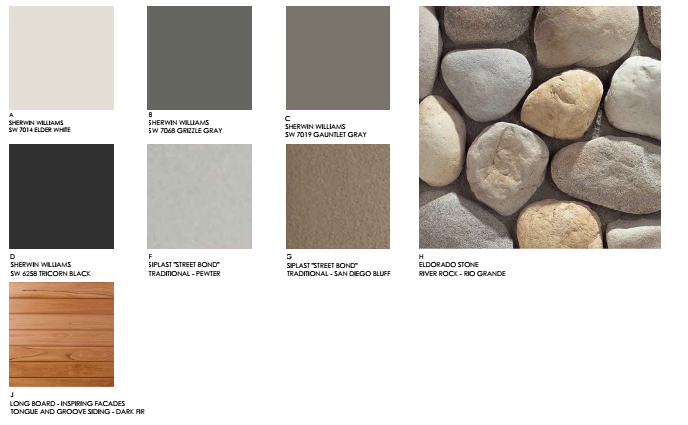 A
SHERWIN WILLIAMS
SW 7014 ELDER WHITE
B
SHERWIN WILLIAMS
SW 7068 GRIZZLE GRAY
C
SHERWIN WILLIAMS
SW 7019 GAUNTLET GRAY
D
SHERWIN WILLIAMS
SW 6258 TRICORN BLACK
F
SIPLAST "STREET BOND"
TRADITIONAL - PEWTER
G
SIPLAST "STREET BOND"
TRADITIONAL - SAN DIEGO BLUFF
H
ELDORADO STONE
RIVER ROCK - RIO GRANDE
J
LONG BOARD - INSPIRING FACADES
TONGUE AND GROOVE SIDING - DARK FIR